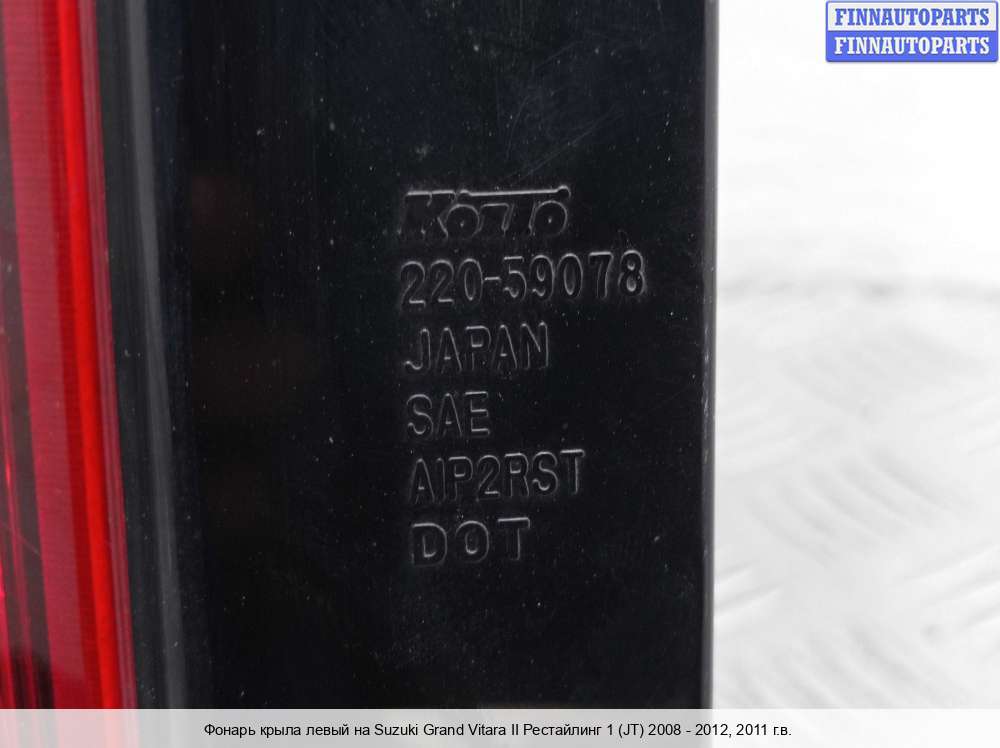 FINNAUTOPARTS
FINNAUTOPARTS
KOITO
220-59078
JAPAN
SAE
AIP2RST
DOT
Фонарь крыла левый на Suzuki Grand Vitara II Рестайлинг 1 (JT) 2008 - 2012, 2011 г.в.